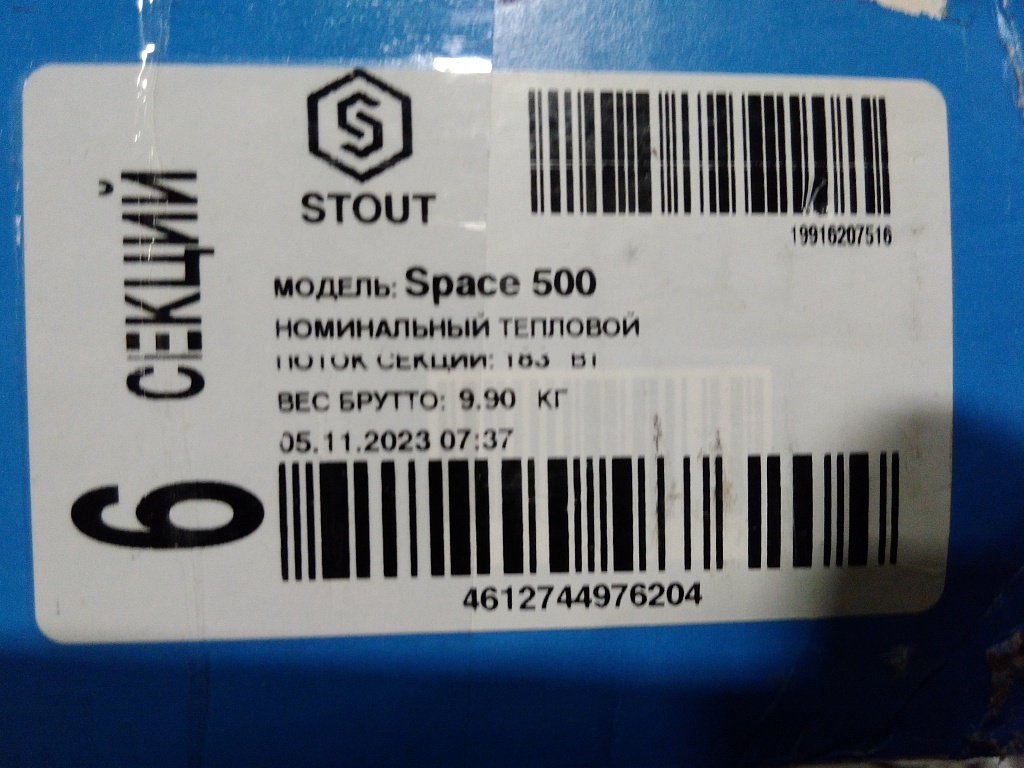 STOUT
19916207516
МОДЕЛЬ: Space 500
НОМИНАЛЬНЫЙ ТЕПЛОВОЙ
ПОТОК СЕКЦИИ: 183 ВТ
ВЕС БРУТТО: 9.90 КГ
05.11.2023 07:37
4612744976204
6 СЕКЦИЙ